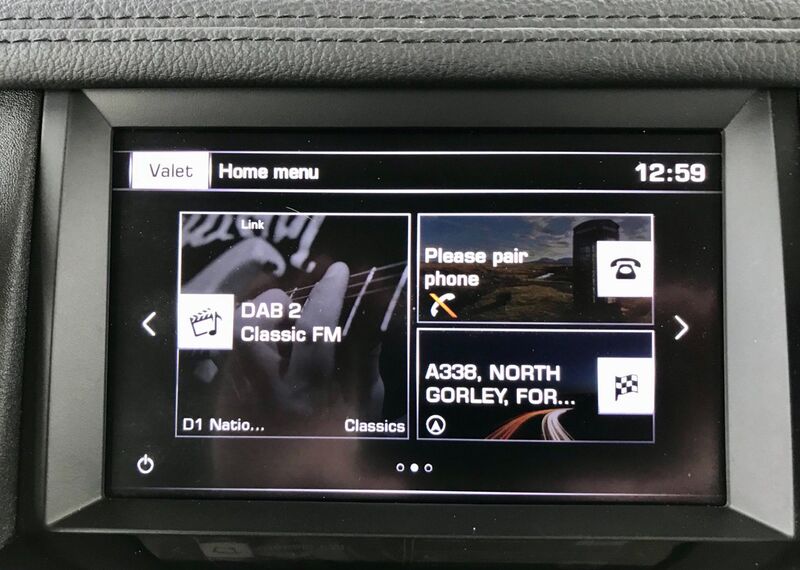 Valet
Home menu
12:59
Link
DAB 2
Classic FM
D1 Natio...
Classics
Please pair
phone
A338, NORTH
GORLEY, FOR...